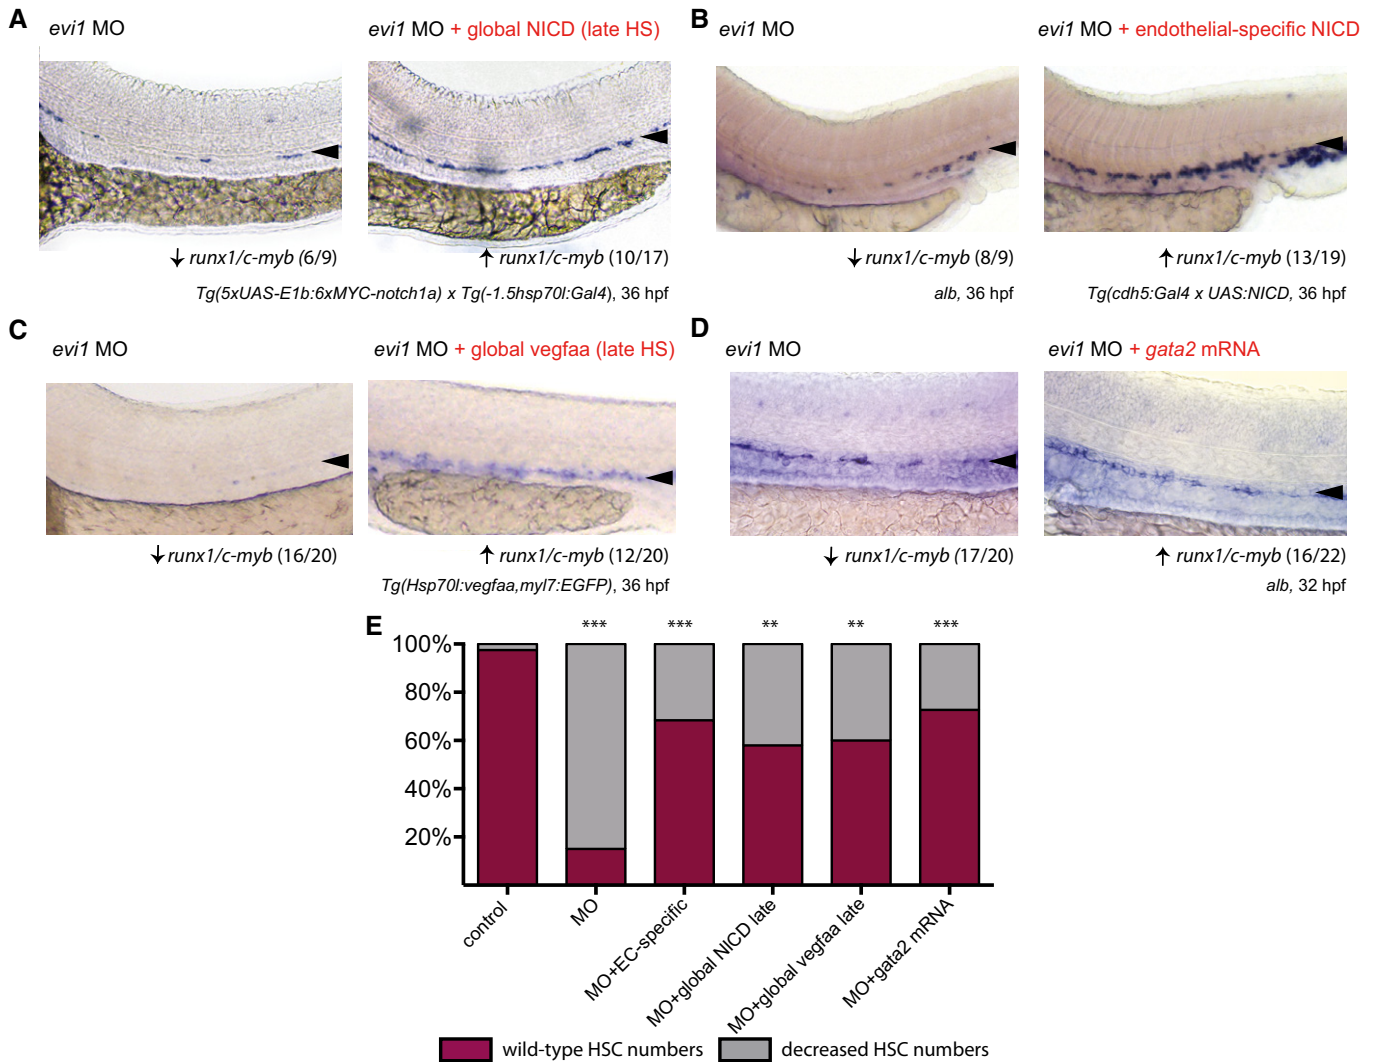 A
evi1 MO
evi1 MO + global NICD (late HS)
↓ runx1/c-myb (6/9)
↑ runx1/c-myb (10/17)
Tg(5xUAS-E1b:6xMYC-notch1a) x Tg(-1.5hsp70l:Gal4), 36 hpf
B
evi1 MO
evi1 MO + endothelial-specific NICD
↓ runx1/c-myb (8/9)
↑ runx1/c-myb (13/19)
alb, 36 hpf
Tg(cdh5:Gal4 x UAS:NICD, 36 hpf
C
evi1 MO
evi1 MO + global vegfaa (late HS)
↓ runx1/c-myb (16/20)
↑ runx1/c-myb (12/20)
Tg(Hsp70l:vegfaa,myl7:EGFP), 36 hpf
D
evi1 MO
evi1 MO + gata2 mRNA
↓ runx1/c-myb (17/20)
↑ runx1/c-myb (16/22)
alb, 32 hpf
E
*** *** ** ** ***
100%
80%
60%
40%
20%
control
MO
MO+EC-specific
MO+global NICD late
MO+global vegfaa late
MO+gata2 mRNA
wild-type HSC numbers
decreased HSC numbers